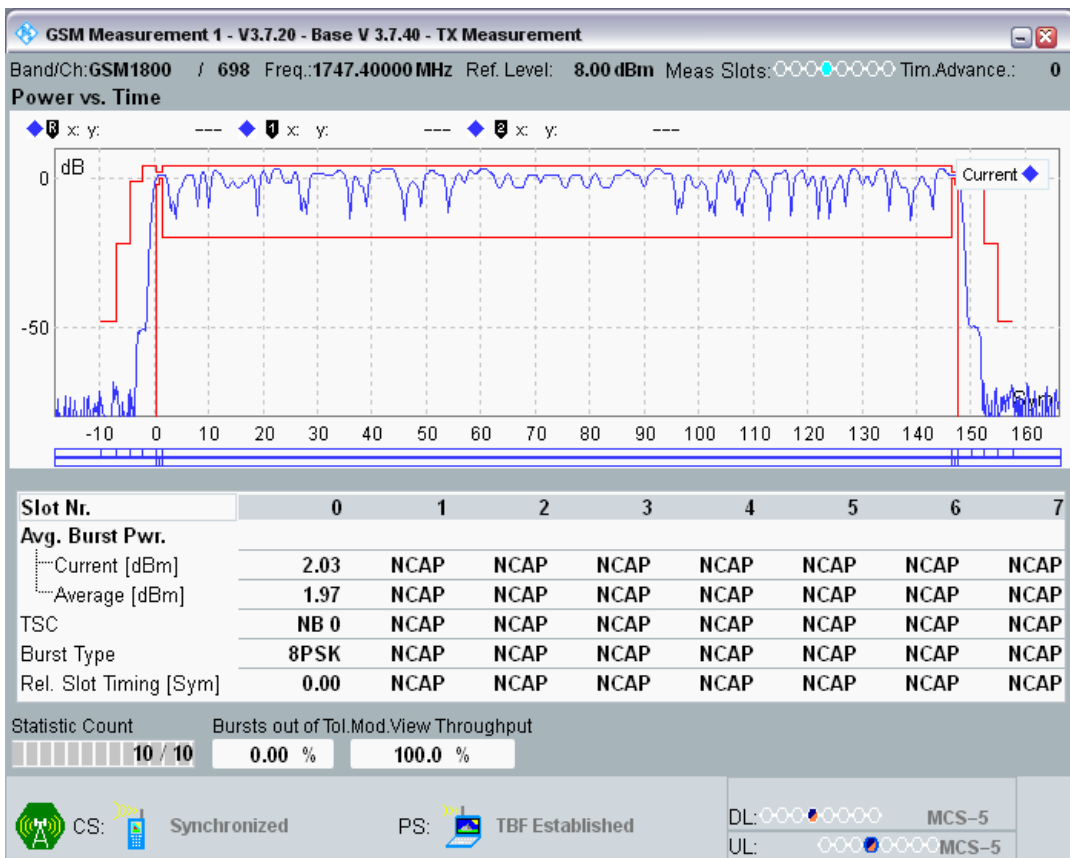 GSM Measurement 1 - V3.7.20 - Base V 3.7.40 - TX Measurement
Band/Ch:GSM1800 / 698 Freq.:1747.40000 MHz Ref. Level: 8.00 dBm Meas Slots: Tim.Advance.: 0
Power vs. Time
R x: y: --- 1 x: y: --- 2 x: y: ---
dB
Current
0
-50
Sym
-10 0 10 20 30 40 50 60 70 80 90 100 110 120 130 140 150 160
Slot Nr. 0 1 2 3 4 5 6 7
Avg. Burst Pwr.
Current [dBm] 2.03 NCAP NCAP NCAP NCAP NCAP NCAP NCAP
Average [dBm] 1.97 NCAP NCAP NCAP NCAP NCAP NCAP NCAP
TSC NB 0 NCAP NCAP NCAP NCAP NCAP NCAP NCAP
Burst Type 8PSK NCAP NCAP NCAP NCAP NCAP NCAP NCAP
Rel. Slot Timing [Sym] 0.00 NCAP NCAP NCAP NCAP NCAP NCAP NCAP
Statistic Count Bursts out of Tol.Mod.View Throughput
10 / 10 0.00 % 100.0 %
CS: Synchronized PS: TBF Established DL: MCS-5
UL: MCS-5